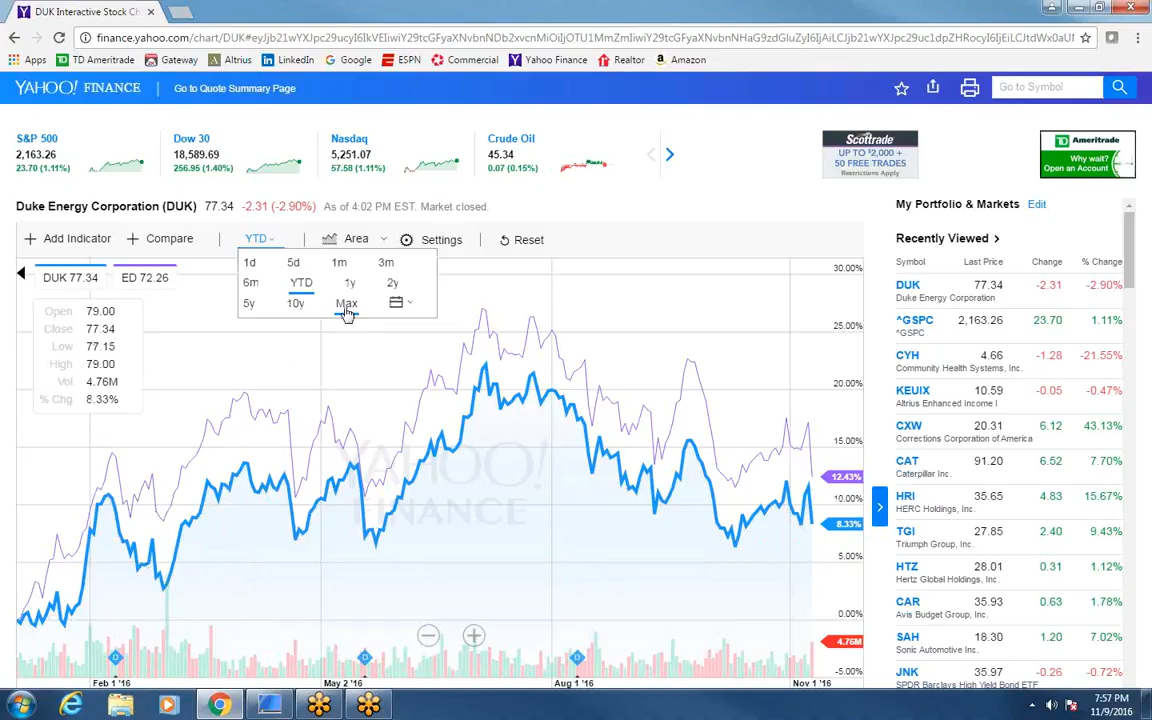 DUK Interactive Stock Ch
finance.yahoo.com/chart/DUK#eyJjb21wYXJpc29ucyI6IkVEIiwiY29tcGFyaXNvbnNDb2xvcnMiOiIjOTU1MmZmIiwiY29tcGFyaXNvbnNHaG9zdGluZyI6IjAiLCJjb21wYXJpc29uc1dpZHRocyI6IjEiLCJtdWx0aU
Apps
TD Ameritrade
Gateway
Altrius
LinkedIn
Google
ESPN
Commercial
Yahoo Finance
Realtor
Amazon
YAHOO! FINANCE
Go to Quote Summary Page
Go to Symbol
S&P 500
2,163.26
23.70 (1.11%)
Dow 30
18,589.69
256.95 (1.40%)
Nasdaq
5,251.07
57.58 (1.11%)
Crude Oil
45.34
0.07 (0.15%)
Scottrade
UP TO $2,000 +
50 FREE TRADES
Restrictions Apply
Ameritrade
Why wait?
Open an Account
Duke Energy Corporation (DUK) 77.34 -2.31 (-2.90%) As of 4:02 PM EST. Market closed.
Add Indicator
Compare
YTD
Area
Settings
Reset
1d 5d 1m 3m
6m YTD 1y 2y
5y 10y Max
DUK 77.34
ED 72.26
Open 79.00
Close 77.34
Low 77.15
High 79.00
Vol 4.76M
% Chg 8.33%
YAHOO!
FINANCE
30.00%
25.00%
20.00%
15.00%
12.43%
10.00%
8.33%
5.00%
0.00%
4.76M
-5.00%
D
D
D
Feb 1 '16
May 2 '16
Aug 1 '16
Nov 1 '16
My Portfolio & Markets Edit
Recently Viewed
Symbol Last Price Change % Change
DUK 77.34 -2.31 -2.90%
Duke Energy Corporation
^GSPC 2,163.26 23.70 1.11%
^GSPC
CYH 4.66 -1.28 -21.55%
Community Health Systems, Inc.
KEUIX 10.59 -0.05 -0.47%
Altrius Enhanced Income I
CXW 20.31 6.12 43.13%
Corrections Corporation of America
CAT 91.20 6.52 7.70%
Caterpillar Inc.
HRI 35.65 4.83 15.67%
HERC Holdings, Inc.
TGI 27.85 2.40 9.43%
Triumph Group, Inc.
HTZ 28.01 0.31 1.12%
Hertz Global Holdings, Inc.
CAR 35.93 0.63 1.78%
Avis Budget Group, Inc.
SAH 18.30 1.20 7.02%
Sonic Automotive, Inc.
JNK 35.97 -0.26 -0.72%
SPDR Barclays High Yield Bond ETF
7:57 PM
11/9/2016